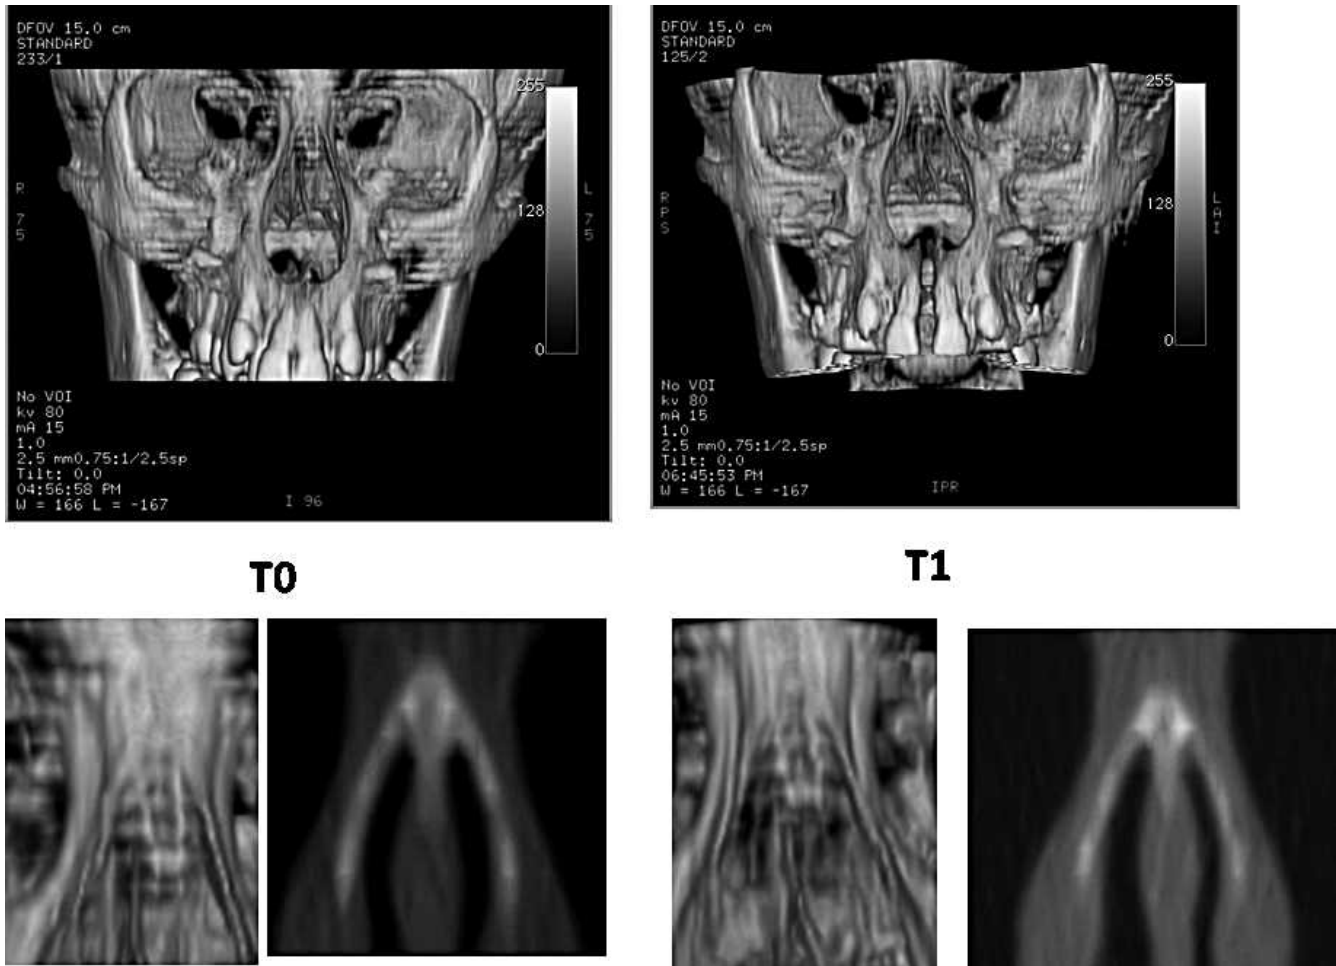 DFOV 15.0 cm
STANDARD
233/1
255
128
0
R
75
L
75
No VOI
kv 80
mA 15
1.0
2.5 mm0.75:1/2.5sp
Tilt: 0.0
04:56:58 PM
W = 166 L = -167
I 96
DFOV 15.0 cm
STANDARD
125/2
255
128
0
R
P
S
L
A
I
No VOI
kv 80
mA 15
1.0
2.5 mm0.75:1/2.5sp
Tilt: 0.0
06:45:53 PM
W = 166 L = -167
IPR
T0
T1